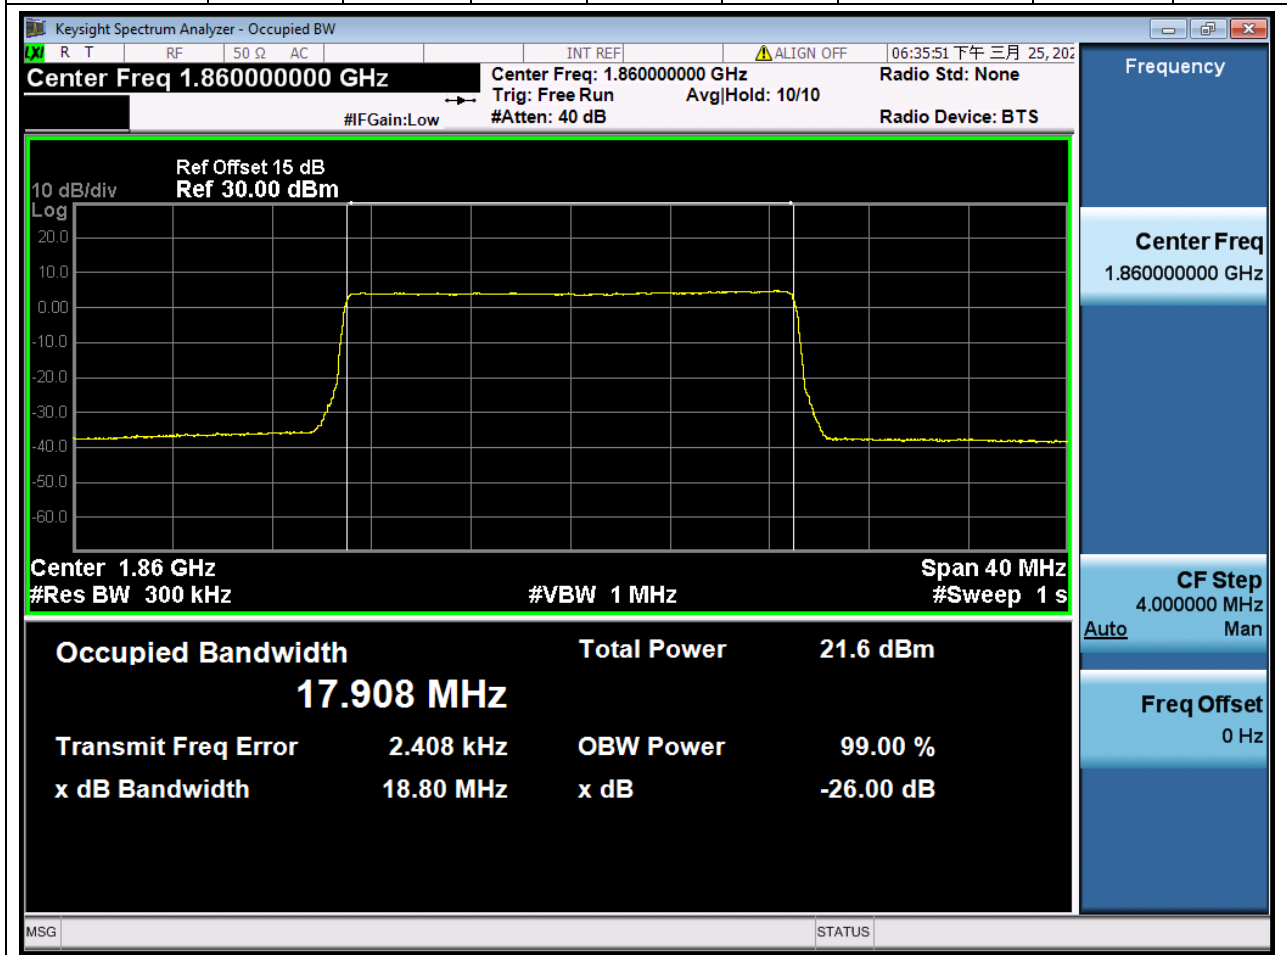 Keysight Spectrum Analyzer - Occupied BW
LXI R T RF 50 Ω AC INT REF ALIGN OFF 06:35:51 下午 三月 25, 202
Center Freq 1.860000000 GHz
Center Freq: 1.860000000 GHz
Radio Std: None
Trig: Free Run Avg|Hold: 10/10
#IFGain:Low #Atten: 40 dB
Radio Device: BTS
Ref Offset 15 dB
10 dB/div Ref 30.00 dBm
Log
20.0
10.0
0.00
-10.0
-20.0
-30.0
-40.0
-50.0
-60.0
Center 1.86 GHz Span 40 MHz
#Res BW 300 kHz #VBW 1 MHz #Sweep 1 s
Occupied Bandwidth Total Power 21.6 dBm
17.908 MHz
Transmit Freq Error 2.408 kHz OBW Power 99.00 %
x dB Bandwidth 18.80 MHz x dB -26.00 dB
Frequency
Center Freq
1.860000000 GHz
CF Step
4.000000 MHz
Auto Man
Freq Offset
0 Hz
MSG STATUS